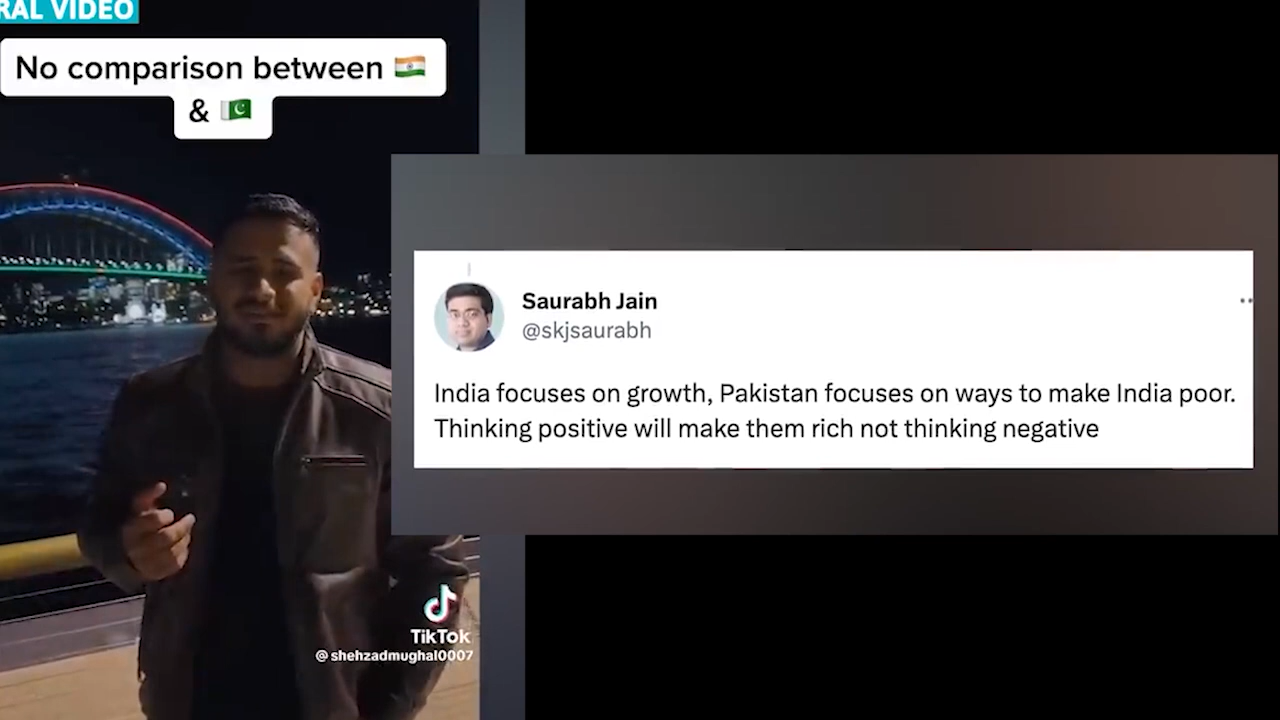 RAL VIDEO
No comparison between 🇮🇳
& 🇵🇰
Saurabh Jain
@skjsaurabh
India focuses on growth, Pakistan focuses on ways to make India poor.
Thinking positive will make them rich not thinking negative
TikTok
@shehzadmughal0007